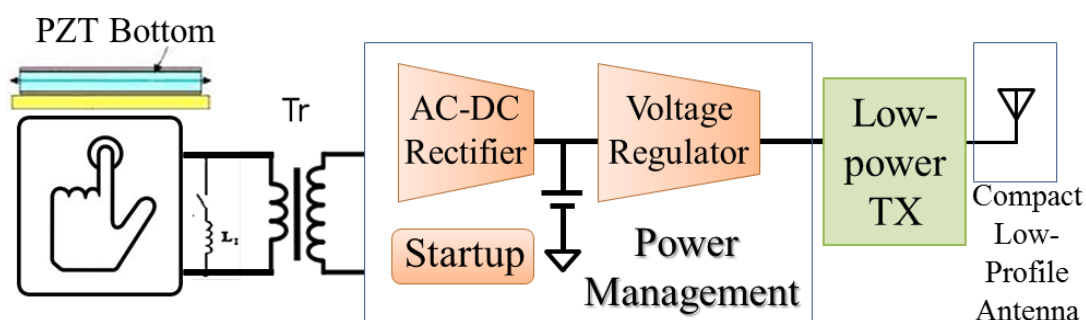 PZT Bottom
Tr
L₁
AC-DC
Rectifier
Startup
Voltage
Regulator
Power
Management
Low-
power
TX
Compact
Low-
Profile
Antenna